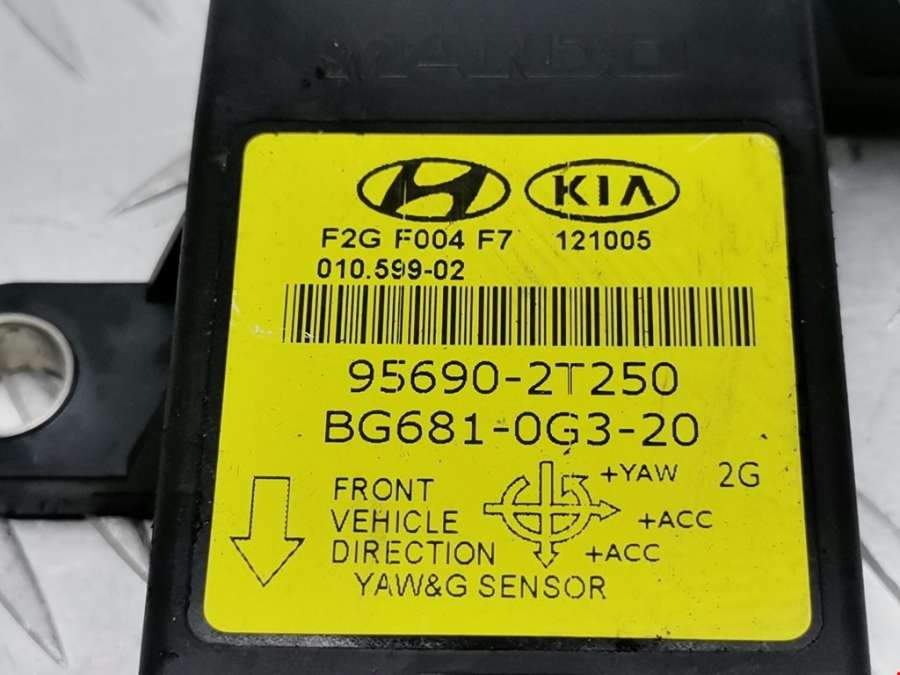 MANDO
KIA
F2G F004 F7 121005
010.599-02
95690-2T250
BG681-0G3-20
+YAW 2G
FRONT
VEHICLE +ACC
DIRECTION +ACC
YAW&G SENSOR